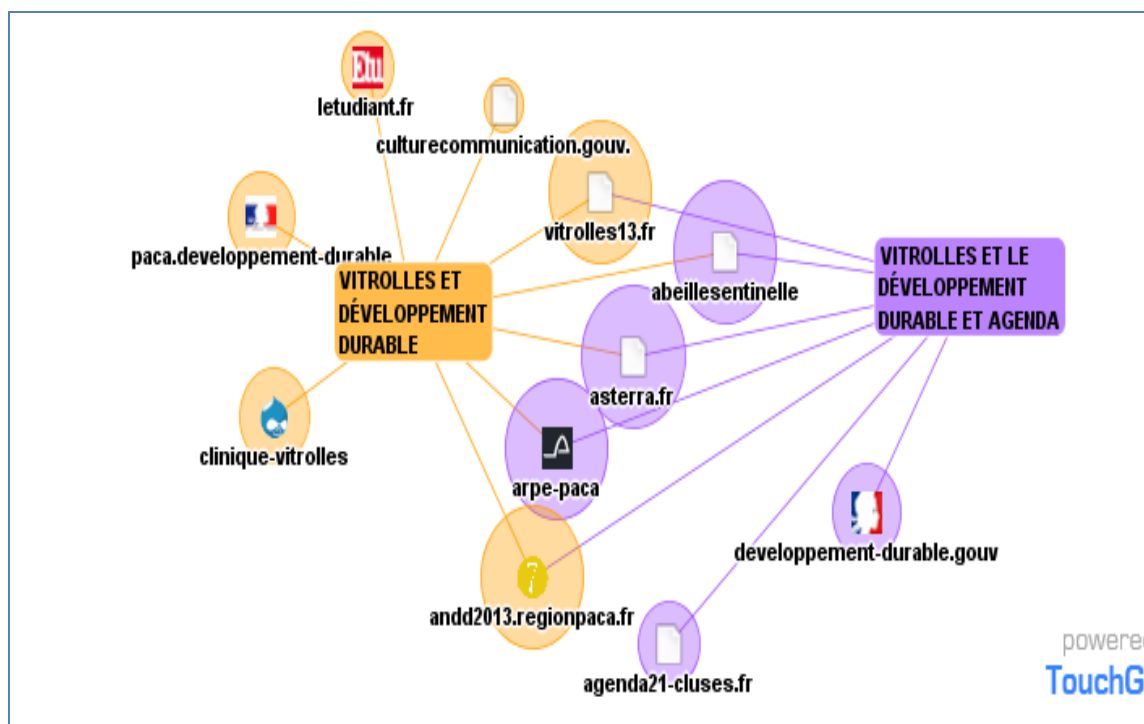 Etu
letudiant.fr
culturecommunication.gouv.
vitrolles13.fr
paca.developpement-durable
abeillesentinelle
VITROLLES ET
DÉVELOPPEMENT
DURABLE
VITROLLES ET LE
DÉVELOPPEMENT
DURABLE ET AGENDA
asterra.fr
clinique-vitrolles
arpe-paca
developpement-durable.gouv
7
andd2013.regionpaca.fr
agenda21-cluses.fr
powere
TouchG